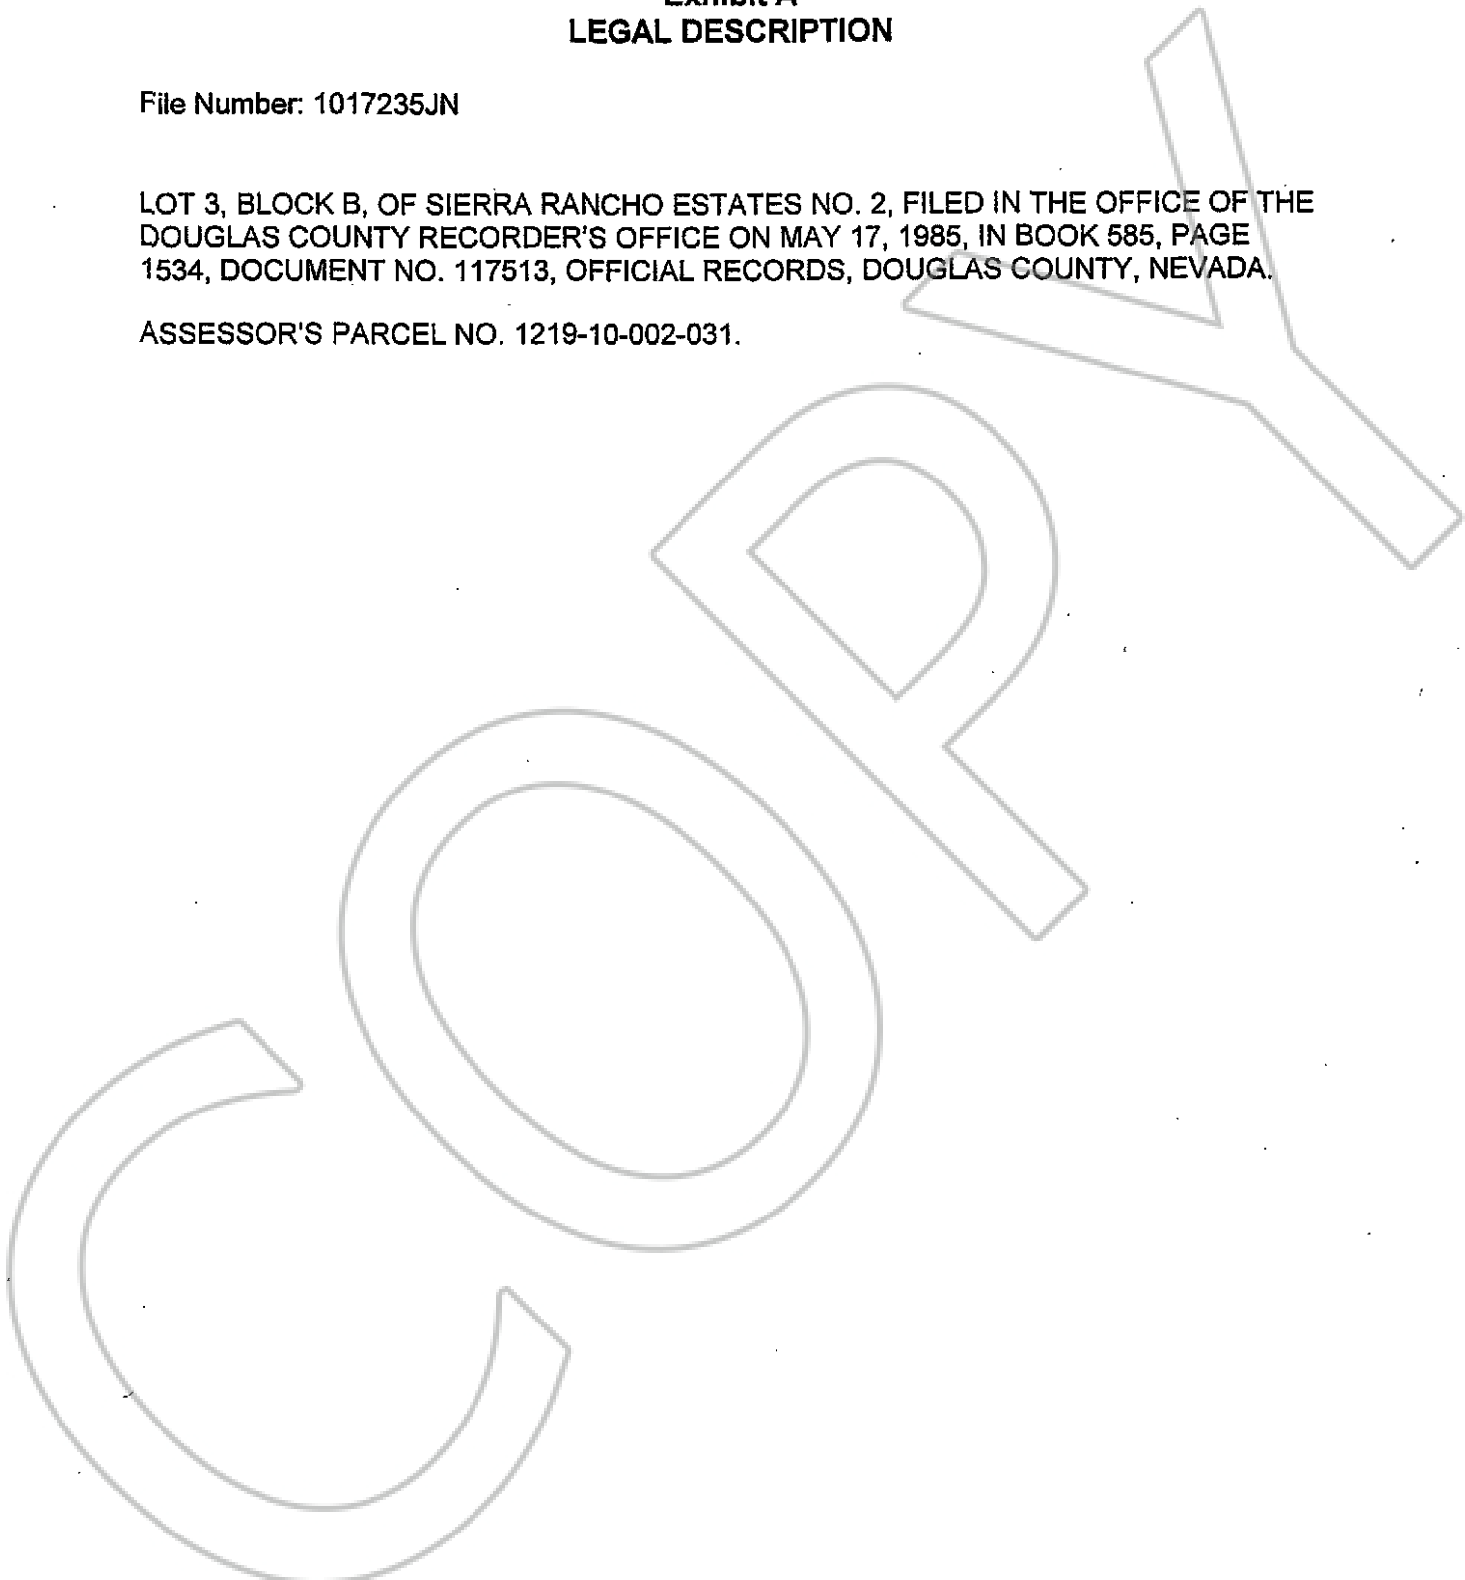 Exhibit A
LEGAL DESCRIPTION
File Number: 1017235JN
LOT 3, BLOCK B, OF SIERRA RANCHO ESTATES NO. 2, FILED IN THE OFFICE OF THE
DOUGLAS COUNTY RECORDER'S OFFICE ON MAY 17, 1985, IN BOOK 585, PAGE
1534, DOCUMENT NO. 117513, OFFICIAL RECORDS, DOUGLAS COUNTY, NEVADA.
ASSESSOR'S PARCEL NO. 1219-10-002-031.
COPY